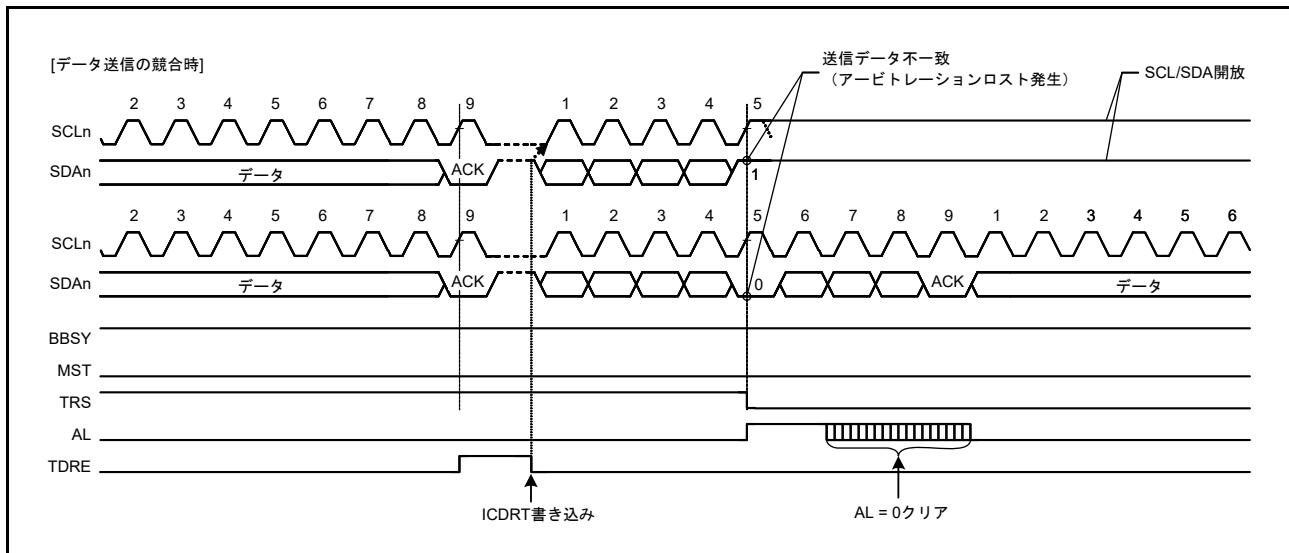 [データ送信の競合時]
送信データ不一致
（アービトレーションロスト発生）
SCL/SDA開放
2 3 4 5 6 7 8 9 1 2 3 4 5
SCLn
SDAn データ ACK 1
2 3 4 5 6 7 8 9 1 2 3 4 5 6 7 8 9 1 2 3 4 5 6
SCLn
SDAn データ ACK 0 ACK データ
BBSY
MST
TRS
AL
TDRE
ICDRT書き込み
AL = 0クリア